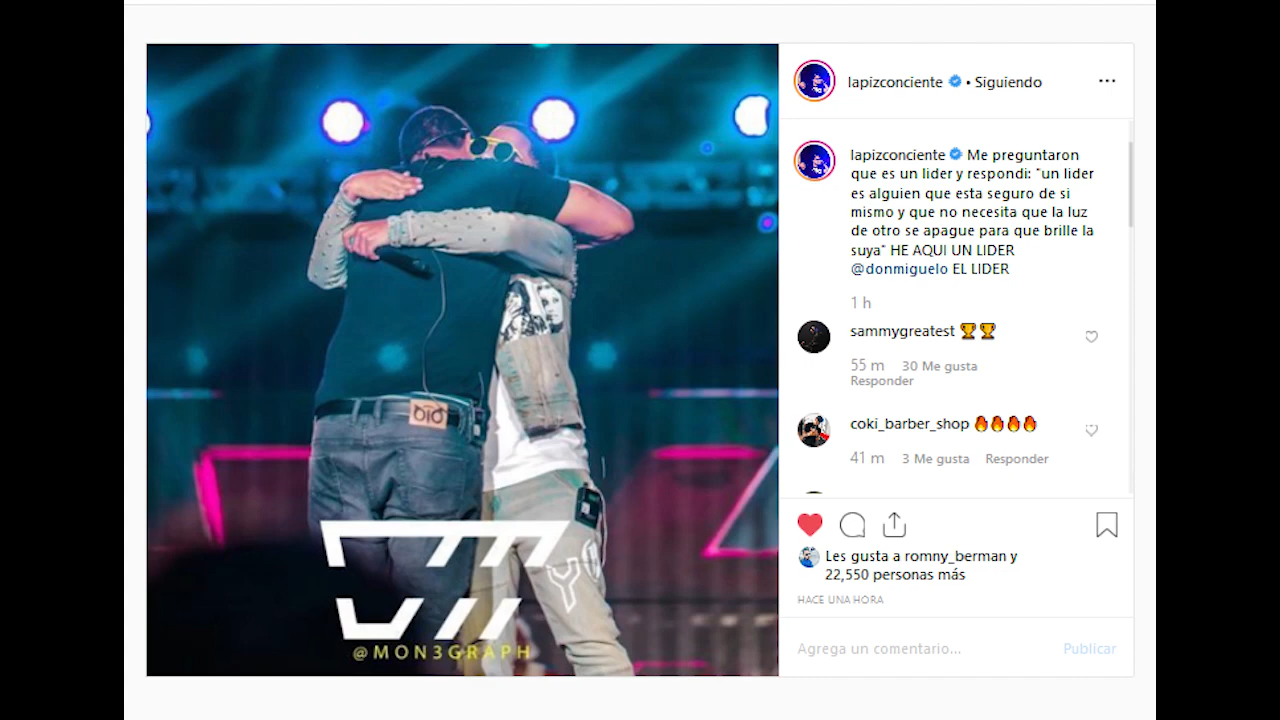 lapizconciente • Siguiendo
lapizconciente Me preguntaron
que es un lider y respondi: "un lider
es alguien que esta seguro de si
mismo y que no necesita que la luz
de otro se apague para que brille la
suya" HE AQUI UN LIDER
@donmiguelo EL LIDER
1 h
sammygreatest 🏆🏆
55 m 30 Me gusta
Responder
coki_barber_shop 🔥🔥🔥🔥
41 m 3 Me gusta Responder
Les gusta a romny_berman y
22,550 personas más
HACE UNA HORA
Agrega un comentario... Publicar
@MON3GRAPH